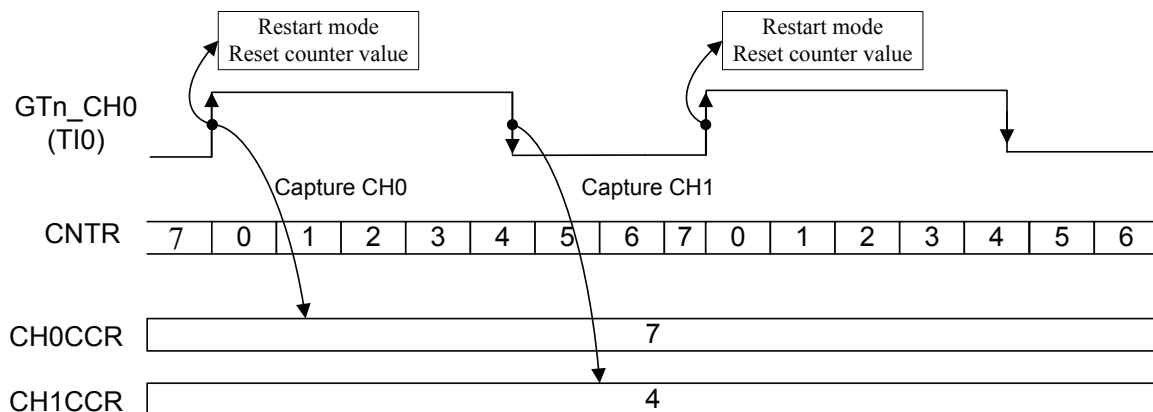 Restart mode
Reset counter value
Restart mode
Reset counter value
GTn_CH0
(TI0)
Capture CH0
Capture CH1
CNTR 7 0 1 2 3 4 5 6 7 0 1 2 3 4 5 6
CH0CCR 7
CH1CCR 4